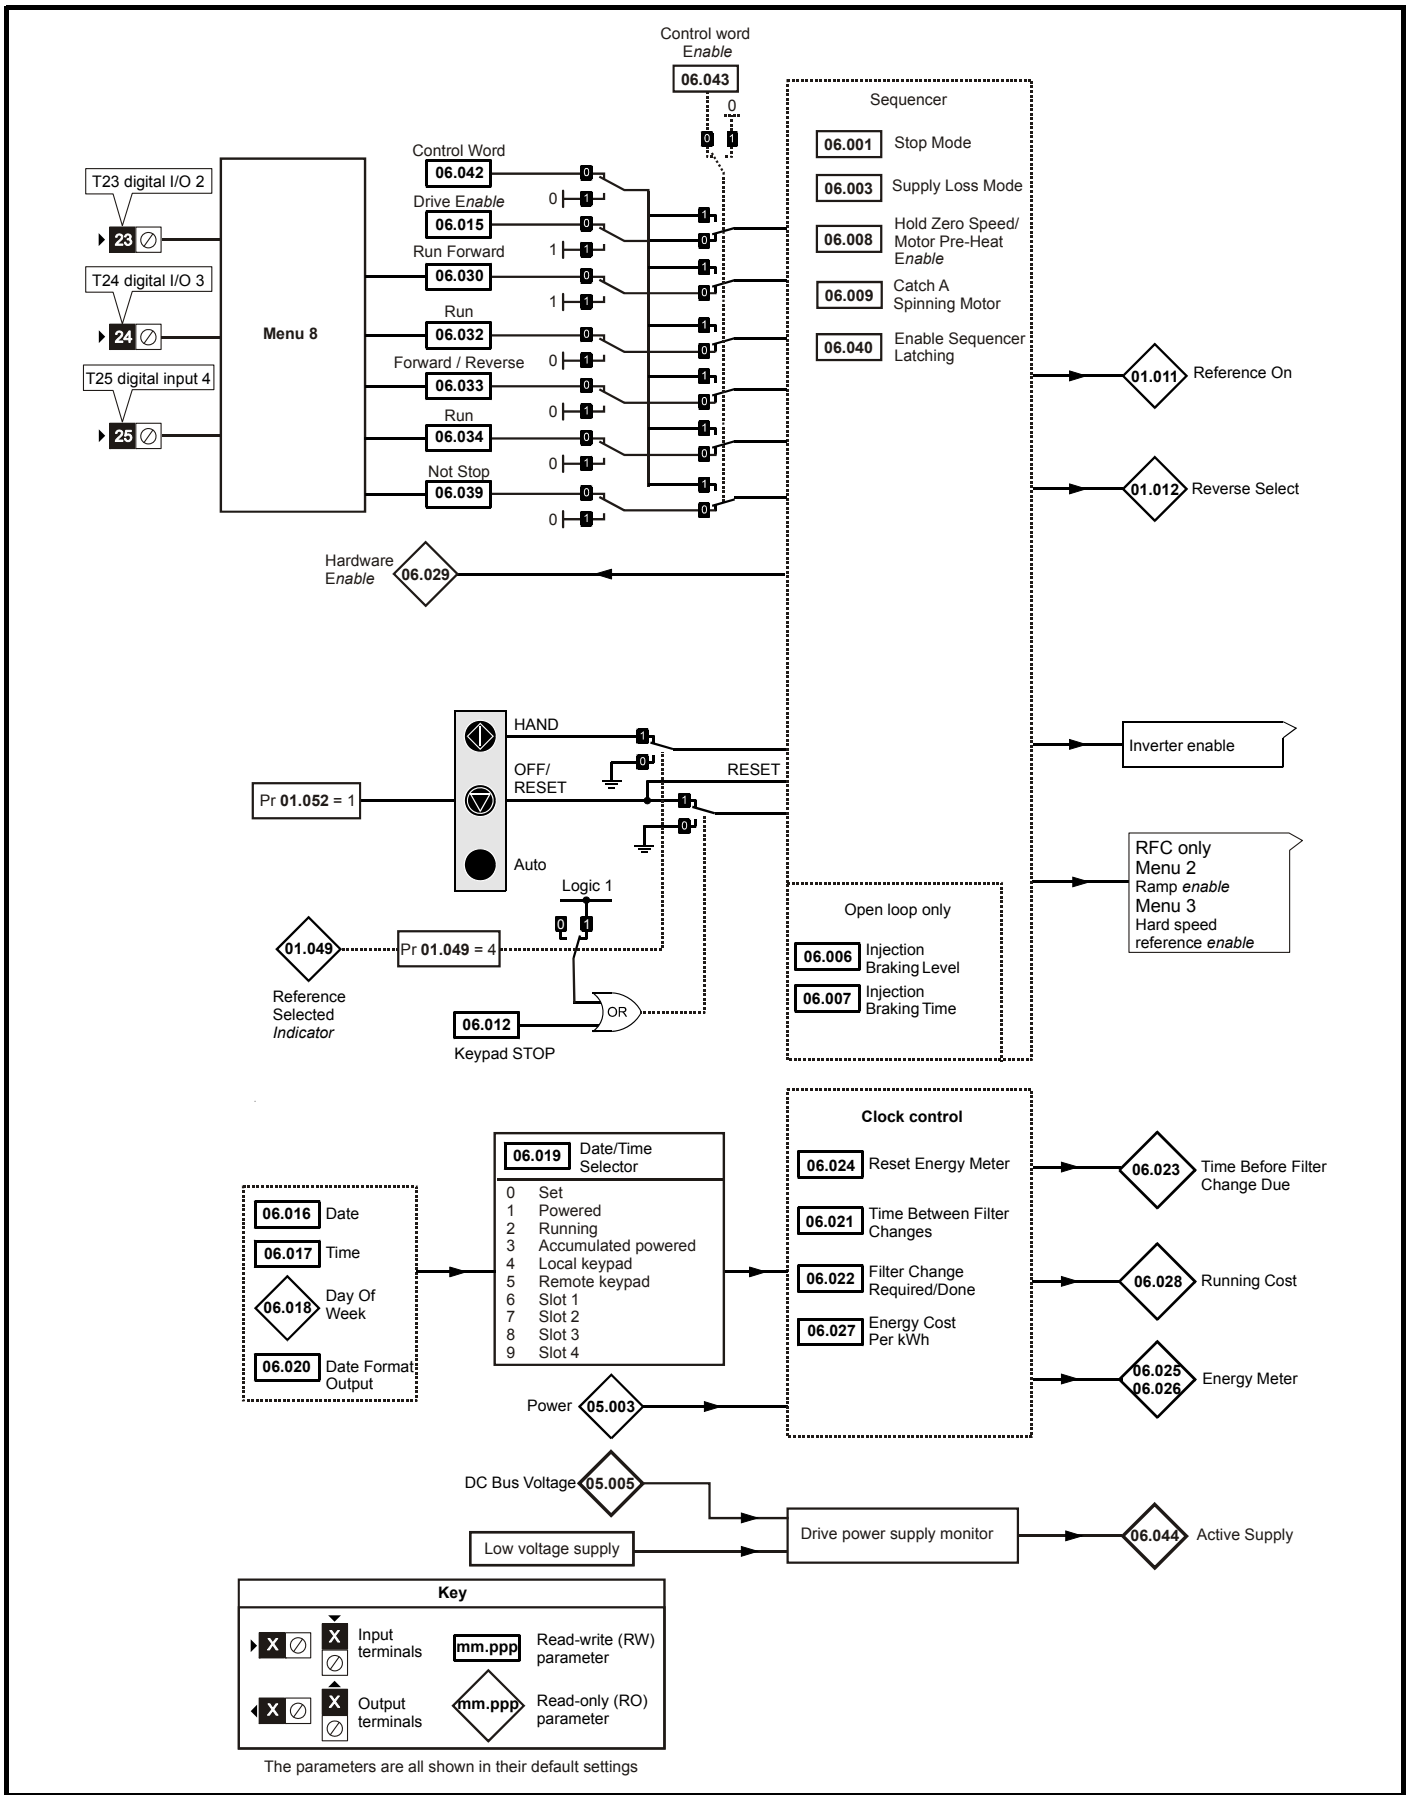 Control word
Enable
06.043
0
0
1
Sequencer
06.001 Stop Mode
06.003 Supply Loss Mode
06.008 Hold Zero Speed/
Motor Pre-Heat
Enable
06.009 Catch A
Spinning Motor
06.040 Enable Sequencer
Latching
T23 digital I/O 2
23
T24 digital I/O 3
24
T25 digital input 4
25
Menu 8
Control Word
06.042
0
0
1
Drive Enable
06.015
0
1
1
Run Forward
06.030
0
1
1
Run
06.032
0
0
1
Forward / Reverse
06.033
0
0
1
Run
06.034
0
0
1
Not Stop
06.039
0
0
1
1
0
1
0
1
0
1
0
1
0
1
0
01.011 Reference On
01.012 Reverse Select
Hardware
Enable
06.029
HAND
1
0
OFF/
RESET
RESET
1
0
Auto
Pr 01.052 = 1
Inverter enable
RFC only
Menu 2
Ramp enable
Menu 3
Hard speed
reference enable
Logic 1
0
1
01.049
Pr 01.049 = 4
Reference
Selected
Indicator
OR
06.012
Keypad STOP
Open loop only
06.006 Injection
Braking Level
06.007 Injection
Braking Time
06.016 Date
06.017 Time
06.018 Day Of
Week
06.020 Date Format
Output
06.019 Date/Time
Selector
0 Set
1 Powered
2 Running
3 Accumulated powered
4 Local keypad
5 Remote keypad
6 Slot 1
7 Slot 2
8 Slot 3
9 Slot 4
Clock control
06.024 Reset Energy Meter
06.021 Time Between Filter
Changes
06.022 Filter Change
Required/Done
06.027 Energy Cost
Per kWh
06.023 Time Before Filter
Change Due
06.028 Running Cost
06.025
06.026
Energy Meter
Power 05.003
DC Bus Voltage 05.005
Low voltage supply
Drive power supply monitor
06.044 Active Supply
Key
X
X
Input
terminals
mm.ppp
Read-write (RW)
parameter
X
X
Output
terminals
mm.ppp
Read-only (RO)
parameter
The parameters are all shown in their default settings